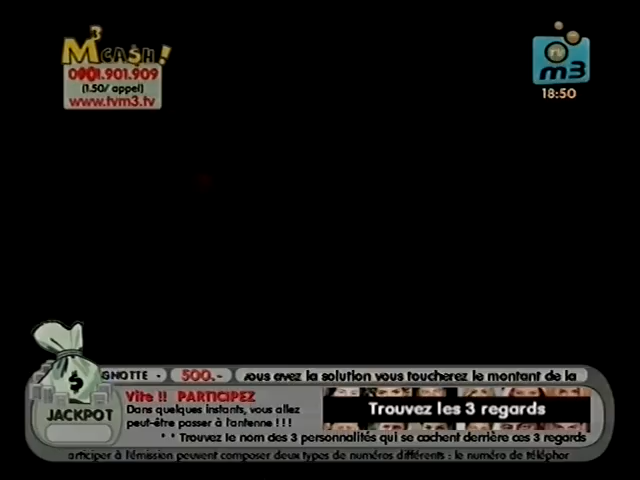 M3 CASH!
0901.901.909
(1.50/ appel)
www.tvm3.tv
m3
18:50
GNOTTE - 500.- vous avez la solution vous toucherez le montant de la
Vite !! PARTICIPEZ
Dans quelques instants, vous allez
peut-être passer à l'antenne !!!
Trouvez les 3 regards
JACKPOT
** Trouvez le nom des 3 personnalités qui se cachent derrière ces 3 regards
articiper à l'émission peuvent composer deux types de numéros différents : le numéro de téléphor